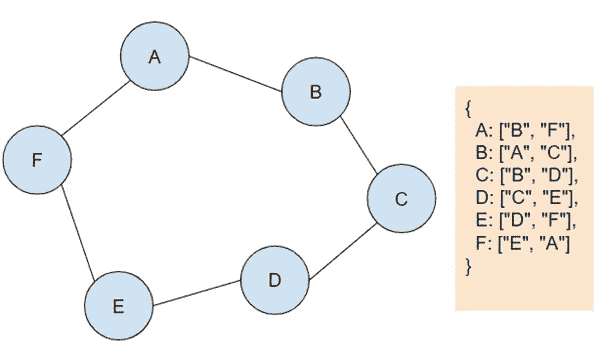 A
B
F
C
D
E
{
A: ["B", "F"],
B: ["A", "C"],
C: ["B", "D"],
D: ["C", "E"],
E: ["D", "F"],
F: ["E", "A"]
}